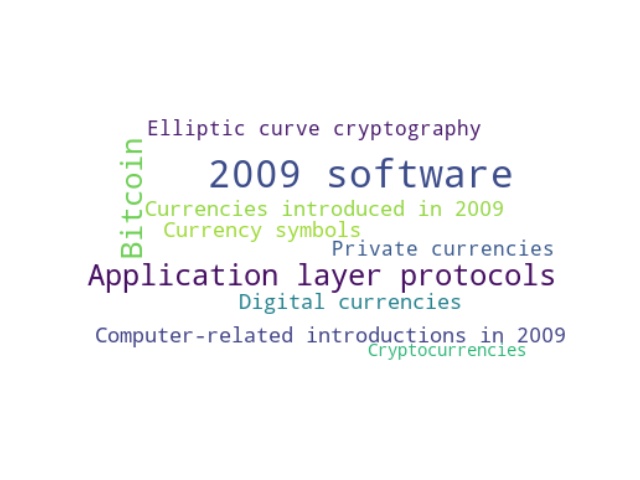 Elliptic curve cryptography
Bitcoin
2009 software
Currencies introduced in 2009
Currency symbols
Private currencies
Application layer protocols
Digital currencies
Computer-related introductions in 2009
Cryptocurrencies